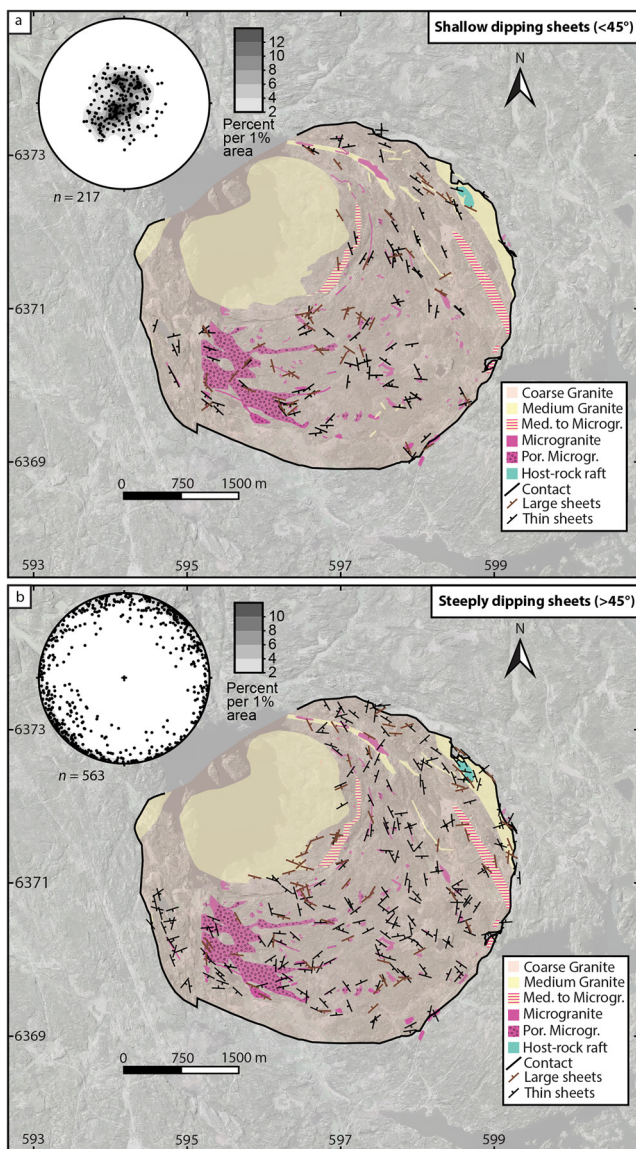 a
Shallow dipping sheets (<45°)
12
10
8
6
4
2
Percent
per 1%
area
n = 217
N
6373
6371
6369
Coarse Granite
Medium Granite
Med. to Microgr.
Microgranite
Por. Microgr.
Host-rock raft
Contact
Large sheets
Thin sheets
0 750 1500 m
593 595 597 599
b
Steeply dipping sheets (>45°)
10
8
6
4
2
Percent
per 1%
area
n = 563
N
6373
6371
6369
Coarse Granite
Medium Granite
Med. to Microgr.
Microgranite
Por. Microgr.
Host-rock raft
Contact
Large sheets
Thin sheets
0 750 1500 m
593 595 597 599